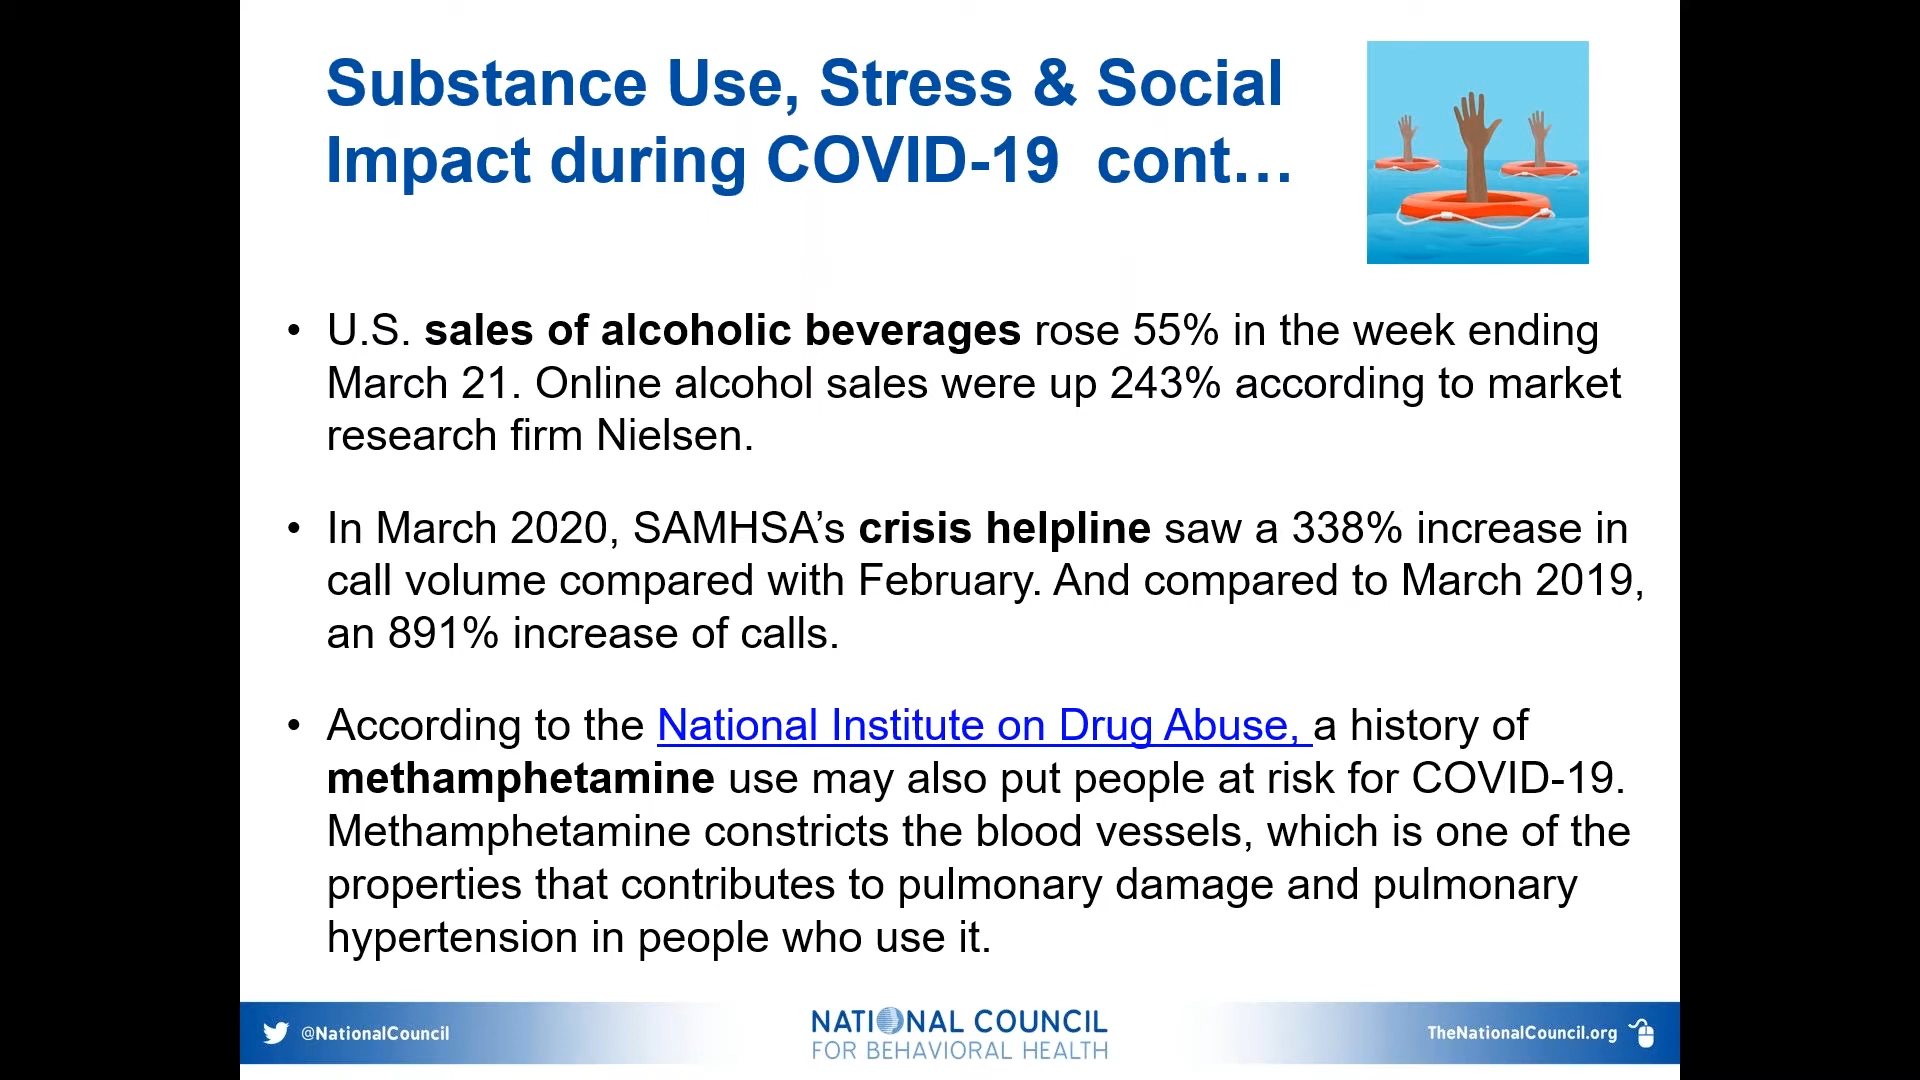 Substance Use, Stress & Social
Impact during COVID-19  cont…
• U.S. sales of alcoholic beverages rose 55% in the week ending
March 21. Online alcohol sales were up 243% according to market
research firm Nielsen.
• In March 2020, SAMHSA’s crisis helpline saw a 338% increase in
call volume compared with February. And compared to March 2019,
an 891% increase of calls.
• According to the National Institute on Drug Abuse, a history of
methamphetamine use may also put people at risk for COVID-19.
Methamphetamine constricts the blood vessels, which is one of the
properties that contributes to pulmonary damage and pulmonary
hypertension in people who use it.
@NationalCouncil
NATIONAL COUNCIL
FOR BEHAVIORAL HEALTH
TheNationalCouncil.org